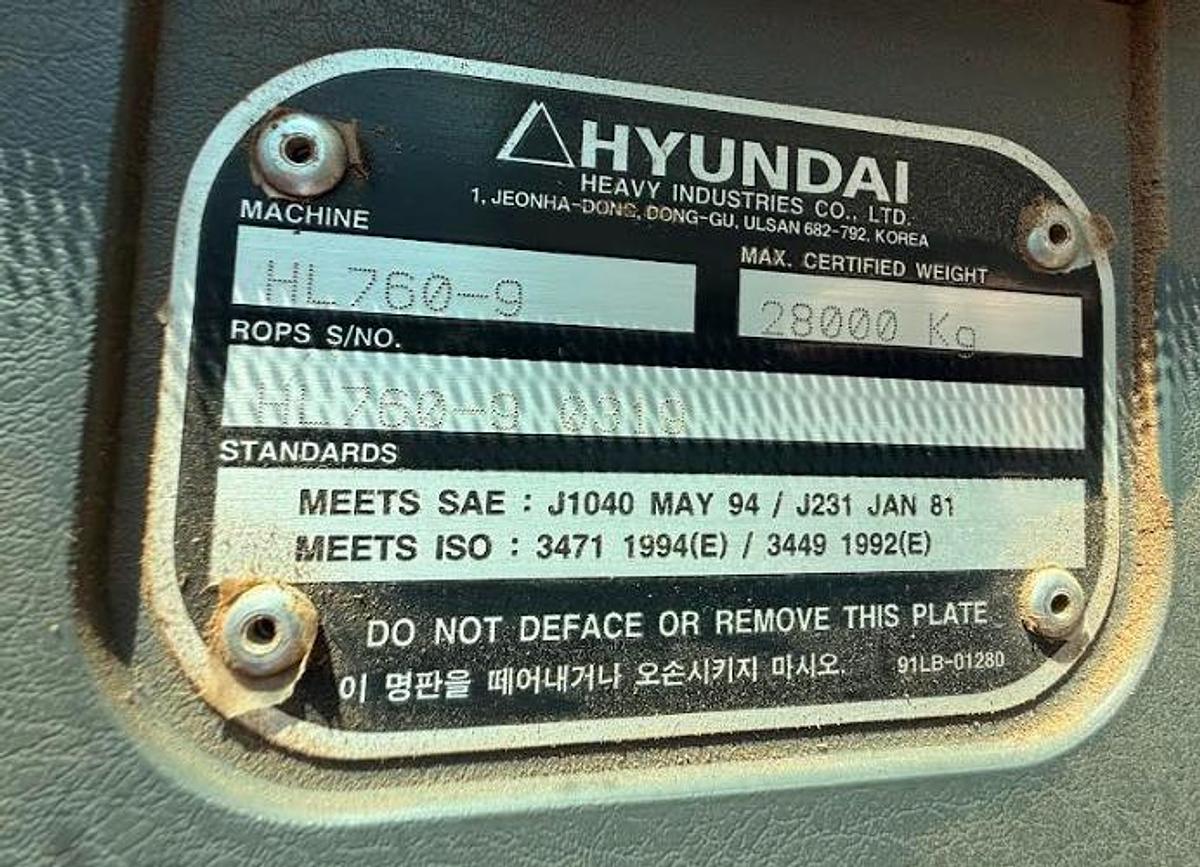 HYUNDAI
HEAVY INDUSTRIES CO., LTD.
1, JEONHA-DONG, DONG-GU, ULSAN 682-792, KOREA
MACHINE
HL760-9
MAX. CERTIFIED WEIGHT
28000 Kg
ROPS S/NO.
HL760-9 0319
STANDARDS
MEETS SAE : J1040 MAY 94 / J231 JAN 81
MEETS ISO : 3471 1994(E) / 3449 1992(E)
DO NOT DEFACE OR REMOVE THIS PLATE
이 명판을 떼어내거나 오손시키지 마시오. 91LB-01280